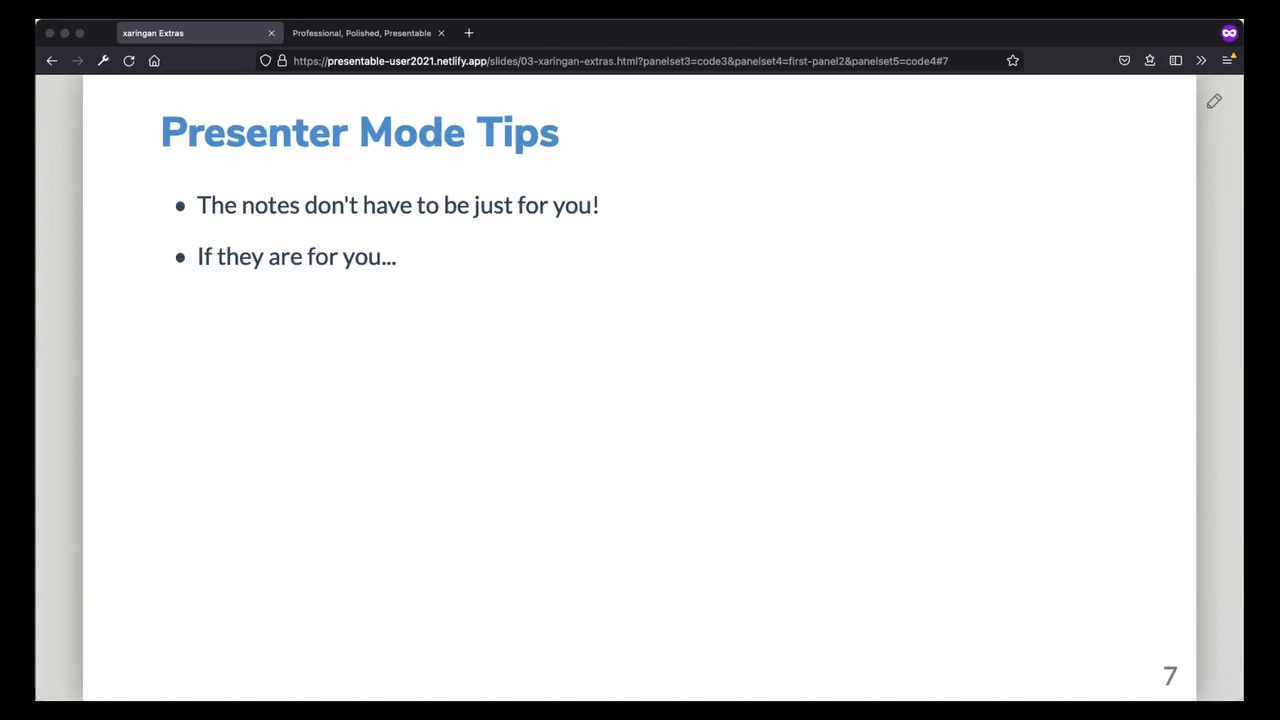 xaringan Extras
Professional, Polished, Presentable
https://presentable-user2021.netlify.app/slides/03-xaringan-extras.html?panelset3=code3&panelset4=first-panel2&panelset5=code4#7
Presenter Mode Tips
• The notes don't have to be just for you!
• If they are for you...
7